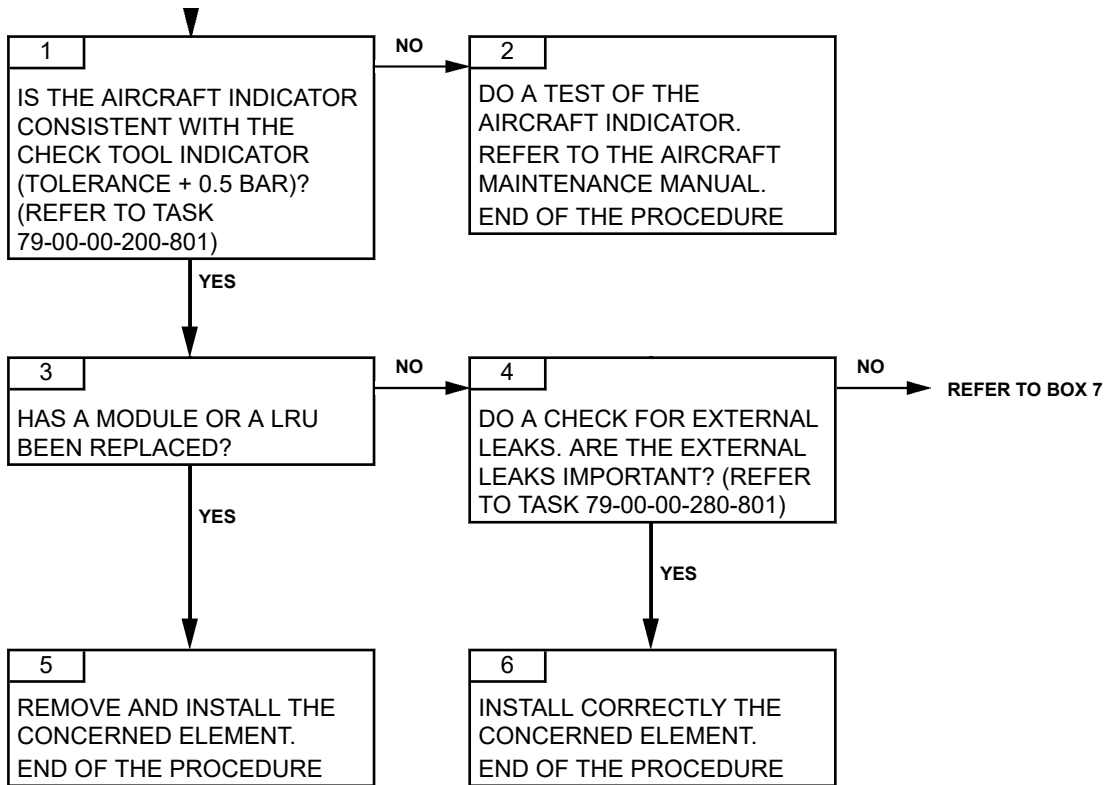 1
IS THE AIRCRAFT INDICATOR
CONSISTENT WITH THE
CHECK TOOL INDICATOR
(TOLERANCE + 0.5 BAR)?
(REFER TO TASK
79-00-00-200-801)
NO
2
DO A TEST OF THE
AIRCRAFT INDICATOR.
REFER TO THE AIRCRAFT
MAINTENANCE MANUAL.
END OF THE PROCEDURE
YES
3
HAS A MODULE OR A LRU
BEEN REPLACED?
NO
4
DO A CHECK FOR EXTERNAL
LEAKS. ARE THE EXTERNAL
LEAKS IMPORTANT? (REFER
TO TASK 79-00-00-280-801)
NO
REFER TO BOX 7
YES
YES
5
REMOVE AND INSTALL THE
CONCERNED ELEMENT.
END OF THE PROCEDURE
6
INSTALL CORRECTLY THE
CONCERNED ELEMENT.
END OF THE PROCEDURE